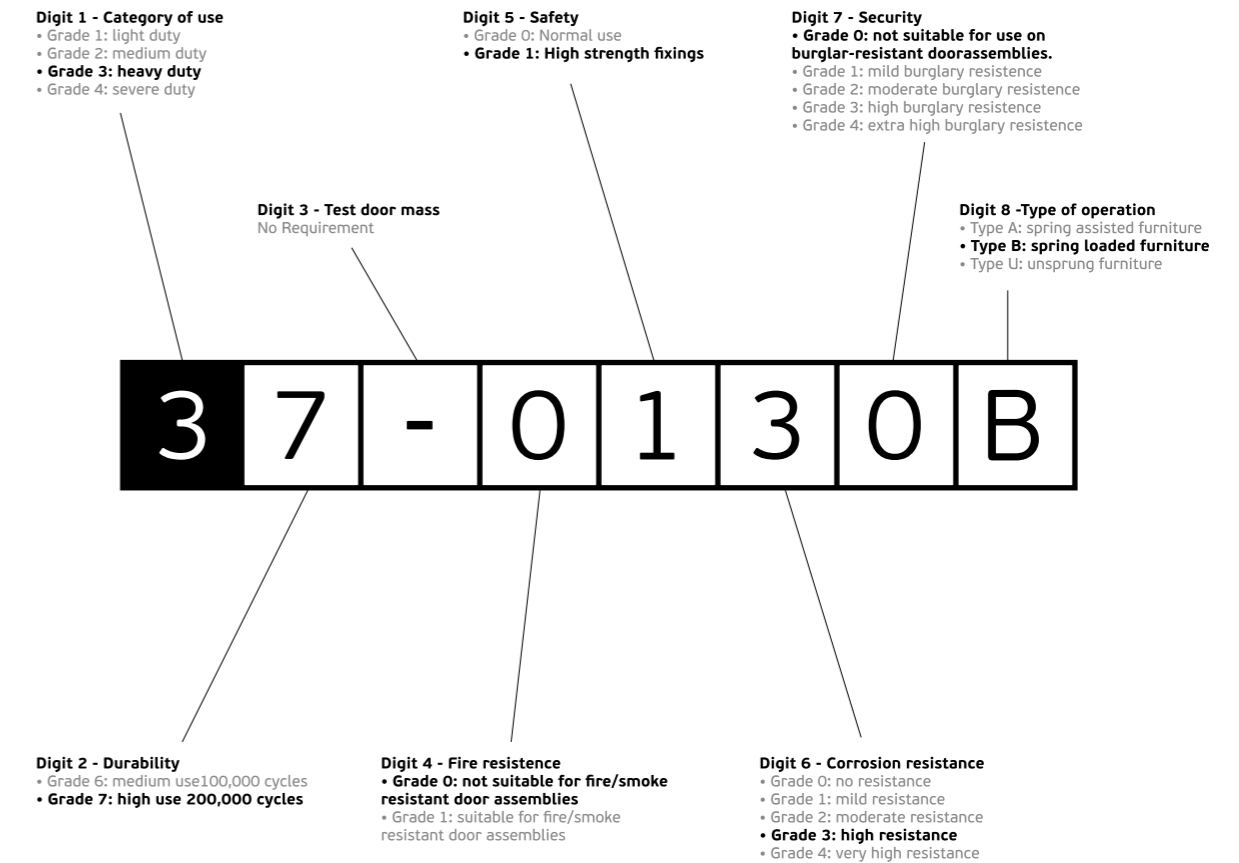 Digit 1 - Category of use
• Grade 1: light duty
• Grade 2: medium duty
• Grade 3: heavy duty
• Grade 4: severe duty
Digit 5 - Safety
• Grade 0: Normal use
• Grade 1: High strength fixings
Digit 7 - Security
• Grade 0: not suitable for use on
burglar-resistant doorassemblies.
• Grade 1: mild burglary resistence
• Grade 2: moderate burglary resistence
• Grade 3: high burglary resistence
• Grade 4: extra high burglary resistence
Digit 3 - Test door mass
No Requirement
Digit 8 -Type of operation
• Type A: spring assisted furniture
• Type B: spring loaded furniture
• Type U: unsprung furniture
3 7 - 0 1 3 0 B
Digit 2 - Durability
• Grade 6: medium use100,000 cycles
• Grade 7: high use 200,000 cycles
Digit 4 - Fire resistence
• Grade 0: not suitable for fire/smoke
resistant door assemblies
• Grade 1: suitable for fire/smoke
resistant door assemblies
Digit 6 - Corrosion resistance
• Grade 0: no resistance
• Grade 1: mild resistance
• Grade 2: moderate resistance
• Grade 3: high resistance
• Grade 4: very high resistance